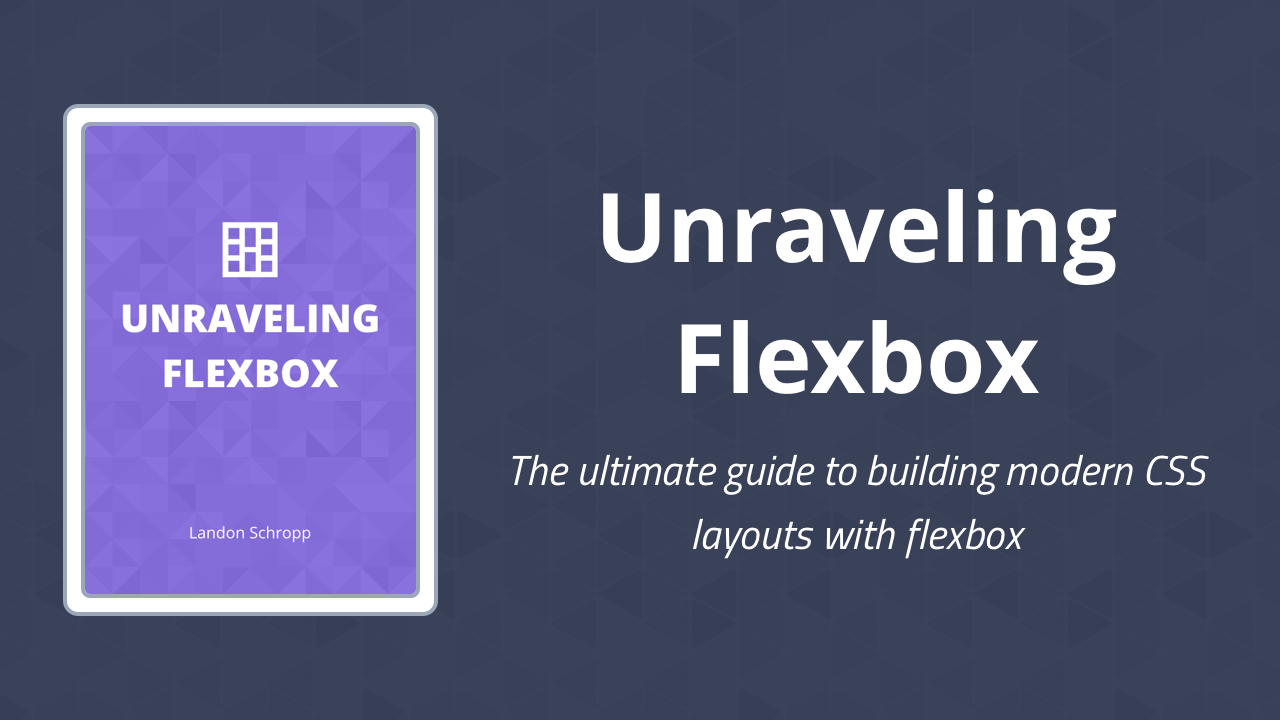 UNRAVELING
FLEXBOX
Landon Schropp
Unraveling
Flexbox
The ultimate guide to building modern CSS
layouts with flexbox